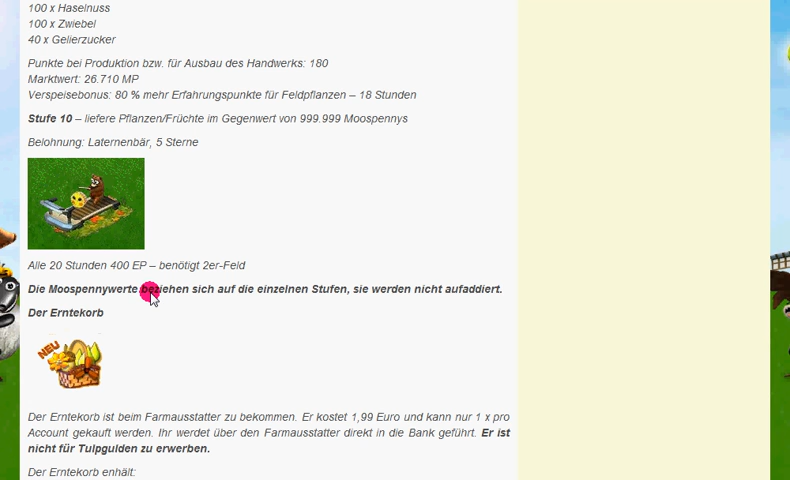 100 x Haselnuss
100 x Zwiebel
40 x Gelierzucker
Punkte bei Produktion bzw. für Ausbau des Handwerks: 180
Marktwert: 26.710 MP
Verspeisebonus: 80 % mehr Erfahrungspunkte für Feldpflanzen – 18 Stunden
Stufe 10 – liefere Pflanzen/Früchte im Gegenwert von 999.999 Moospennys
Belohnung: Laternenbär, 5 Sterne
Alle 20 Stunden 400 EP – benötigt 2er-Feld
Die Moospennywerte beziehen sich auf die einzelnen Stufen, sie werden nicht aufaddiert.
Der Erntekorb
NEU
Der Erntekorb ist beim Farmausstatter zu bekommen. Er kostet 1,99 Euro und kann nur 1 x pro
Account gekauft werden. Ihr werdet über den Farmausstatter direkt in die Bank geführt. Er ist
nicht für Tulpgulden zu erwerben.
Der Erntekorb enhält: